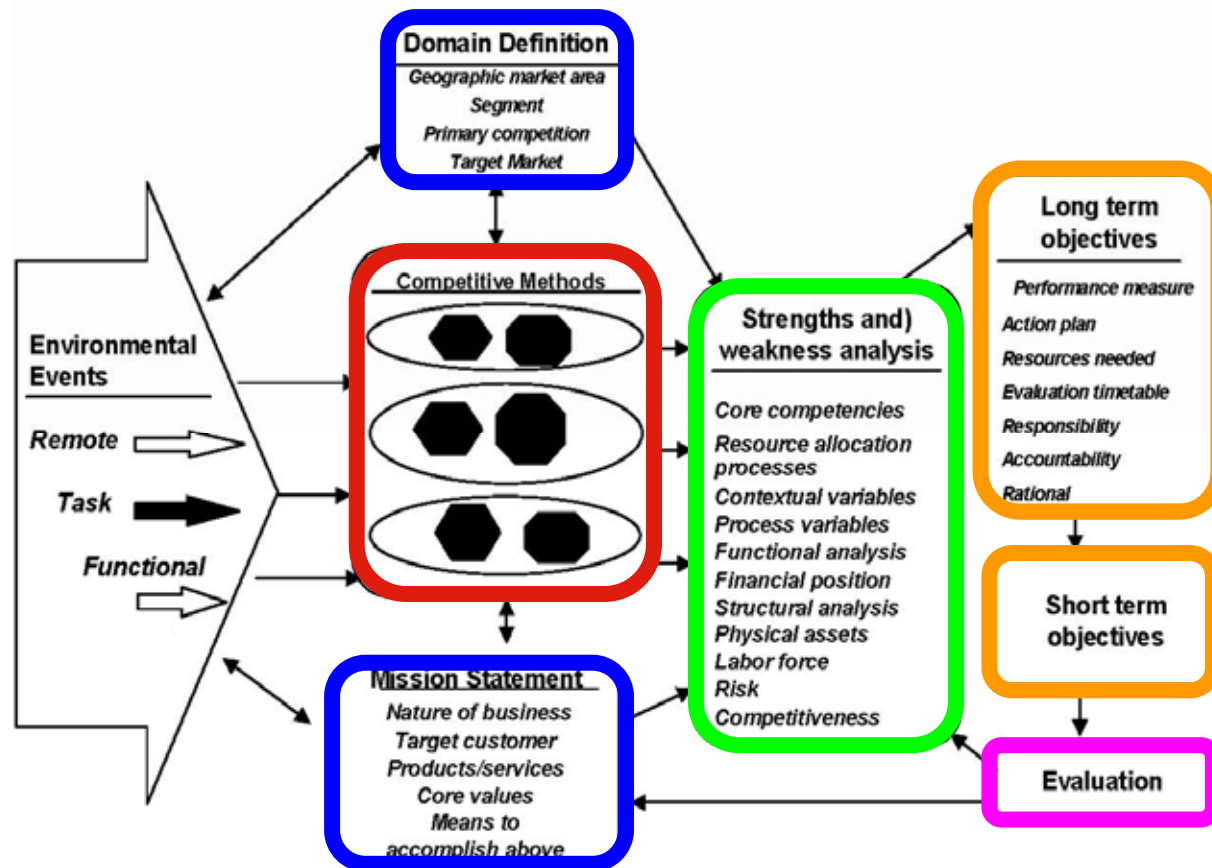 Domain Definition
Geographic market area
Segment
Primary competition
Target Market
Environmental
Events
Remote
Task
Functional
Competitive Methods
Mission Statement
Nature of business
Target customer
Products/services
Core values
Means to
accomplish above
Strengths and)
weakness analysis
Core competencies
Resource allocation
processes
Contextual variables
Process variables
Functional analysis
Financial position
Structural analysis
Physical assets
Labor force
Risk
Competitiveness
Long term
objectives
Performance measure
Action plan
Resources needed
Evaluation timetable
Responsibility
Accountability
Rational
Short term
objectives
Evaluation